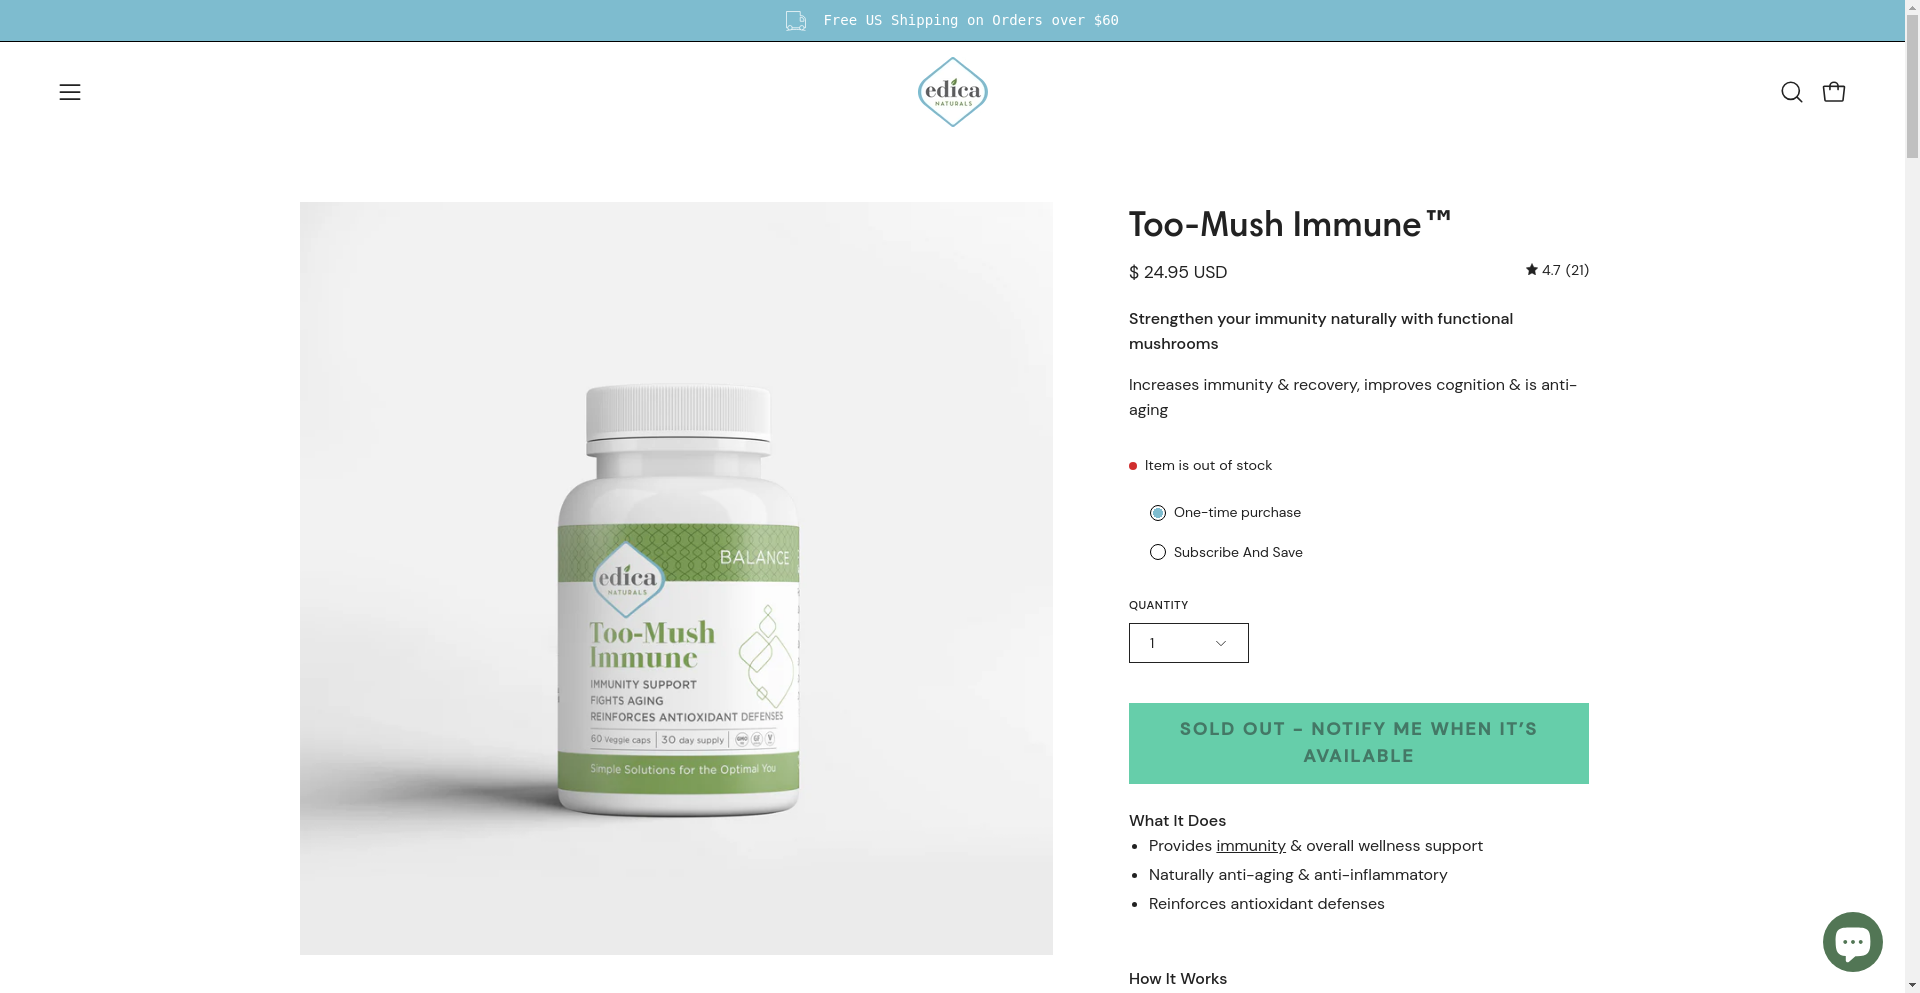 Free US Shipping on Orders over $60
edica
NATURALS
Too-Mush Immune™
$ 24.95 USD
4.7 (21)
Strengthen your immunity naturally with functional
mushrooms
Increases immunity & recovery, improves cognition & is anti-
aging
Item is out of stock
One-time purchase
Subscribe And Save
QUANTITY
1
SOLD OUT - NOTIFY ME WHEN IT'S
AVAILABLE
What It Does
Provides immunity & overall wellness support
Naturally anti-aging & anti-inflammatory
Reinforces antioxidant defenses
How It Works
BALANCE
edica
NATURALS
Too-Mush
Immune
IMMUNITY SUPPORT
FIGHTS AGING
REINFORCES ANTIOXIDANT DEFENSES
60 Veggie caps | 30 day supply
Simple Solutions for the Optimal You